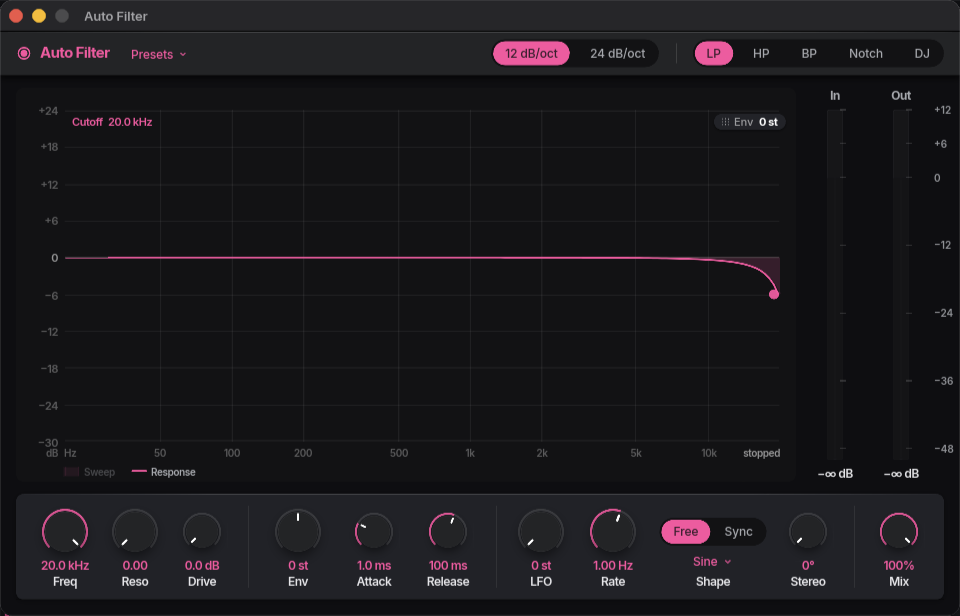 Auto Filter
Auto Filter Presets 12 dB/oct 24 dB/oct LP HP BP Notch DJ
In Out
Cutoff 20.0 kHz
Env 0 st
+24
+18
+12
+6
0
−6
−12
−18
−24
−30
dB Hz 50 100 200 500 1k 2k 5k 10k stopped
Sweep Response
+12
+6
0
−12
−24
−36
−48
−∞ dB −∞ dB
20.0 kHz 0.00 0.0 dB 0 st 1.0 ms 100 ms 0 st 1.00 Hz Free Sync Sine 0° 100%
Freq Reso Drive Env Attack Release LFO Rate Shape Stereo Mix